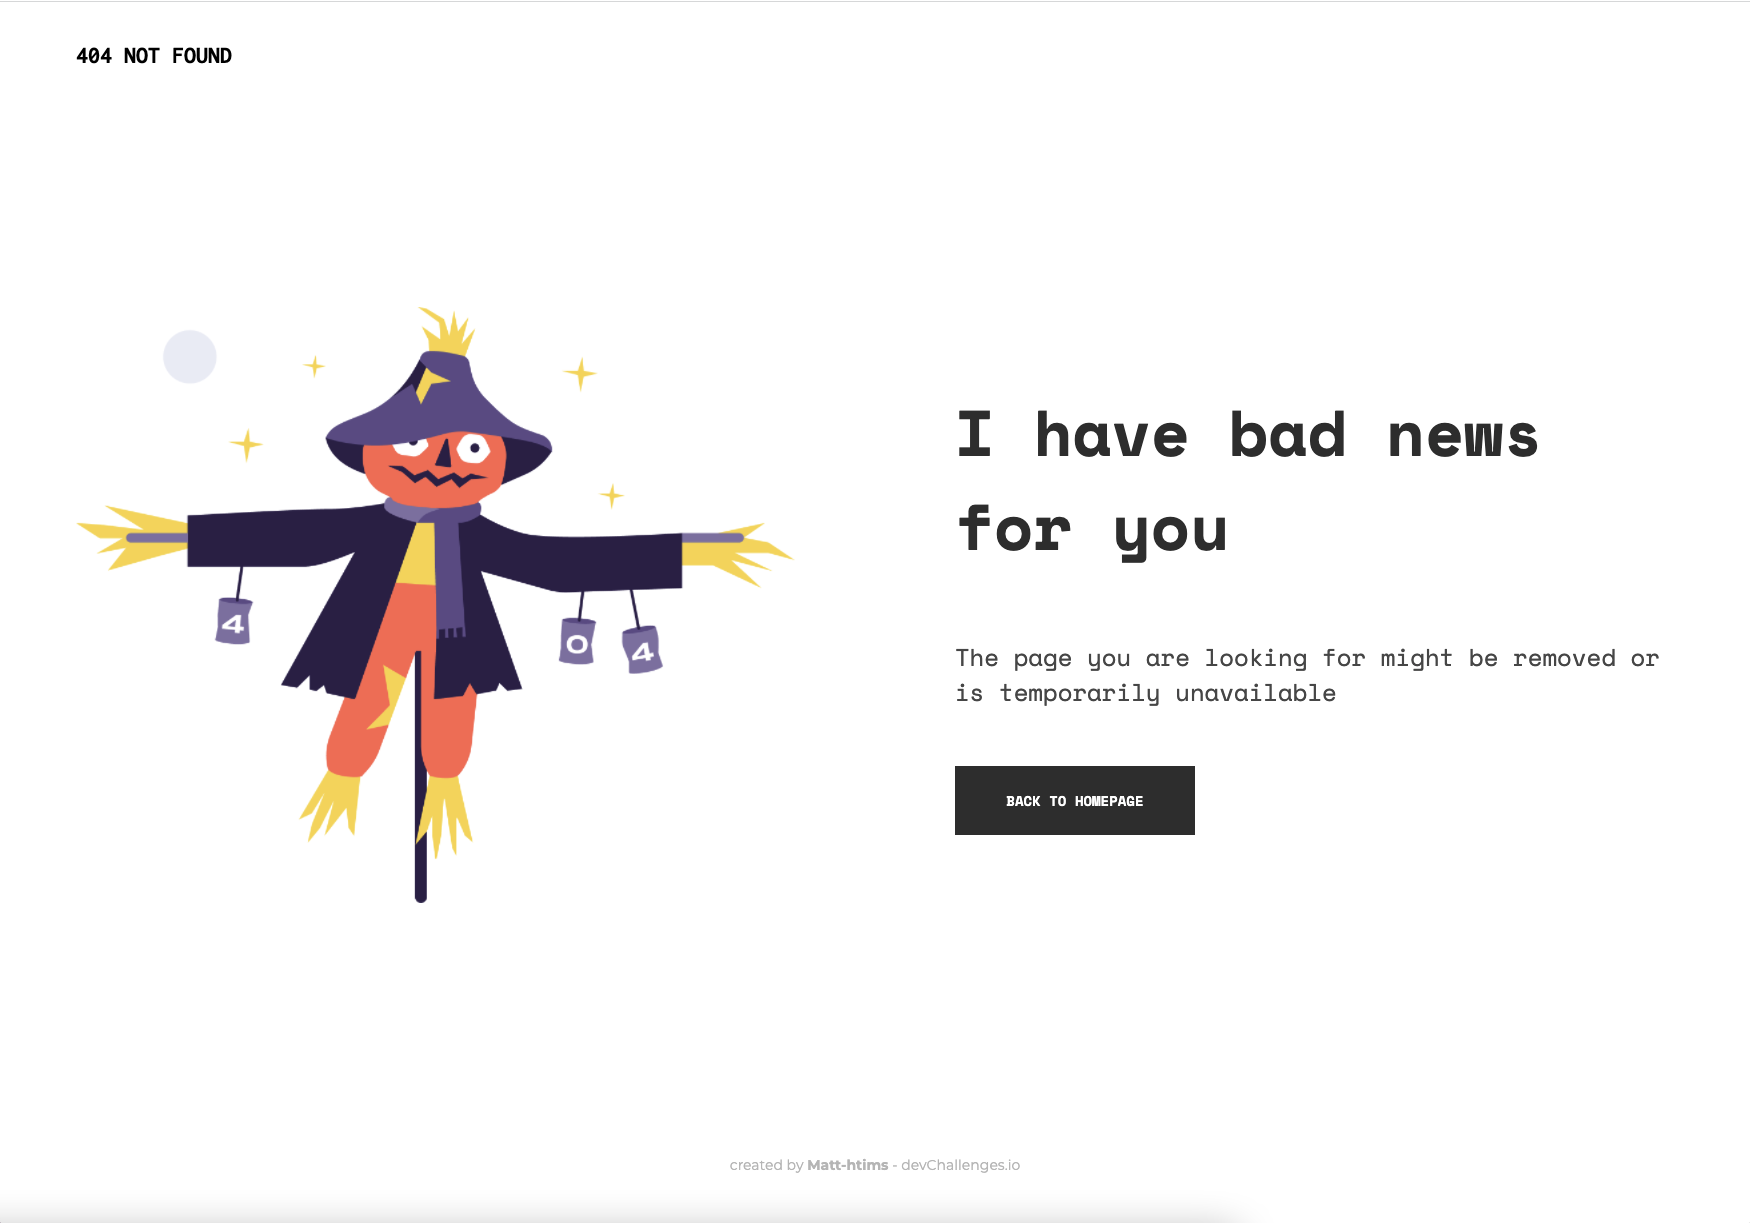 404 NOT FOUND
4
0
4
I have bad news
for you
The page you are looking for might be removed or
is temporarily unavailable
BACK TO HOMEPAGE
created by Matt-htims - devChallenges.io